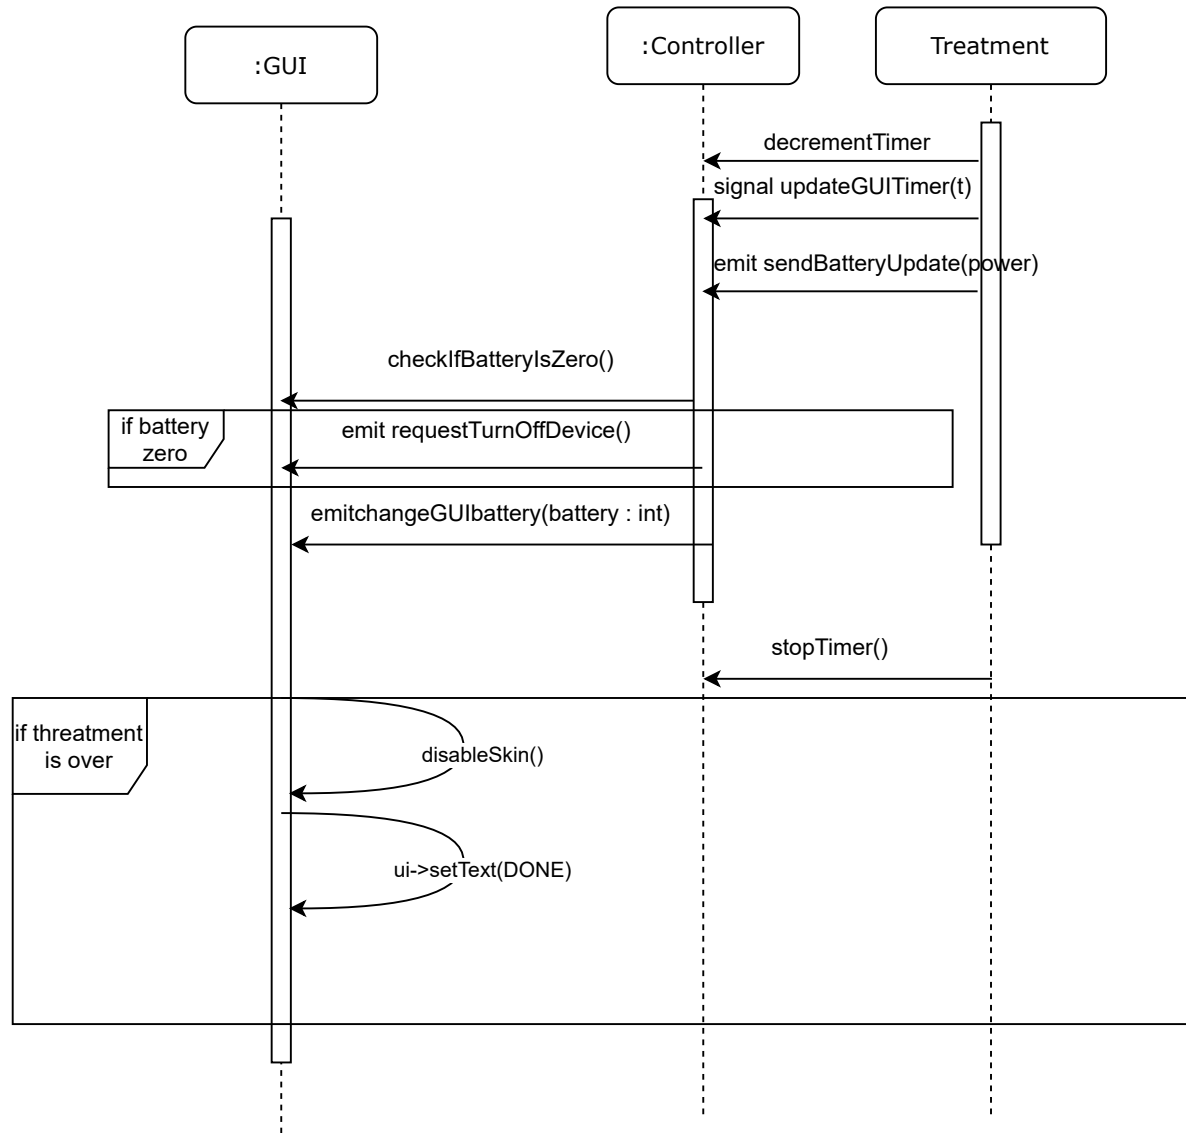 :GUI
:Controller
Treatment
decrementTimer
signal updateGUITimer(t)
emit sendBatteryUpdate(power)
checkIfBatteryIsZero()
if battery
zero
emit requestTurnOffDevice()
emitchangeGUIbattery(battery : int)
stopTimer()
if threatment
is over
disableSkin()
ui->setText(DONE)